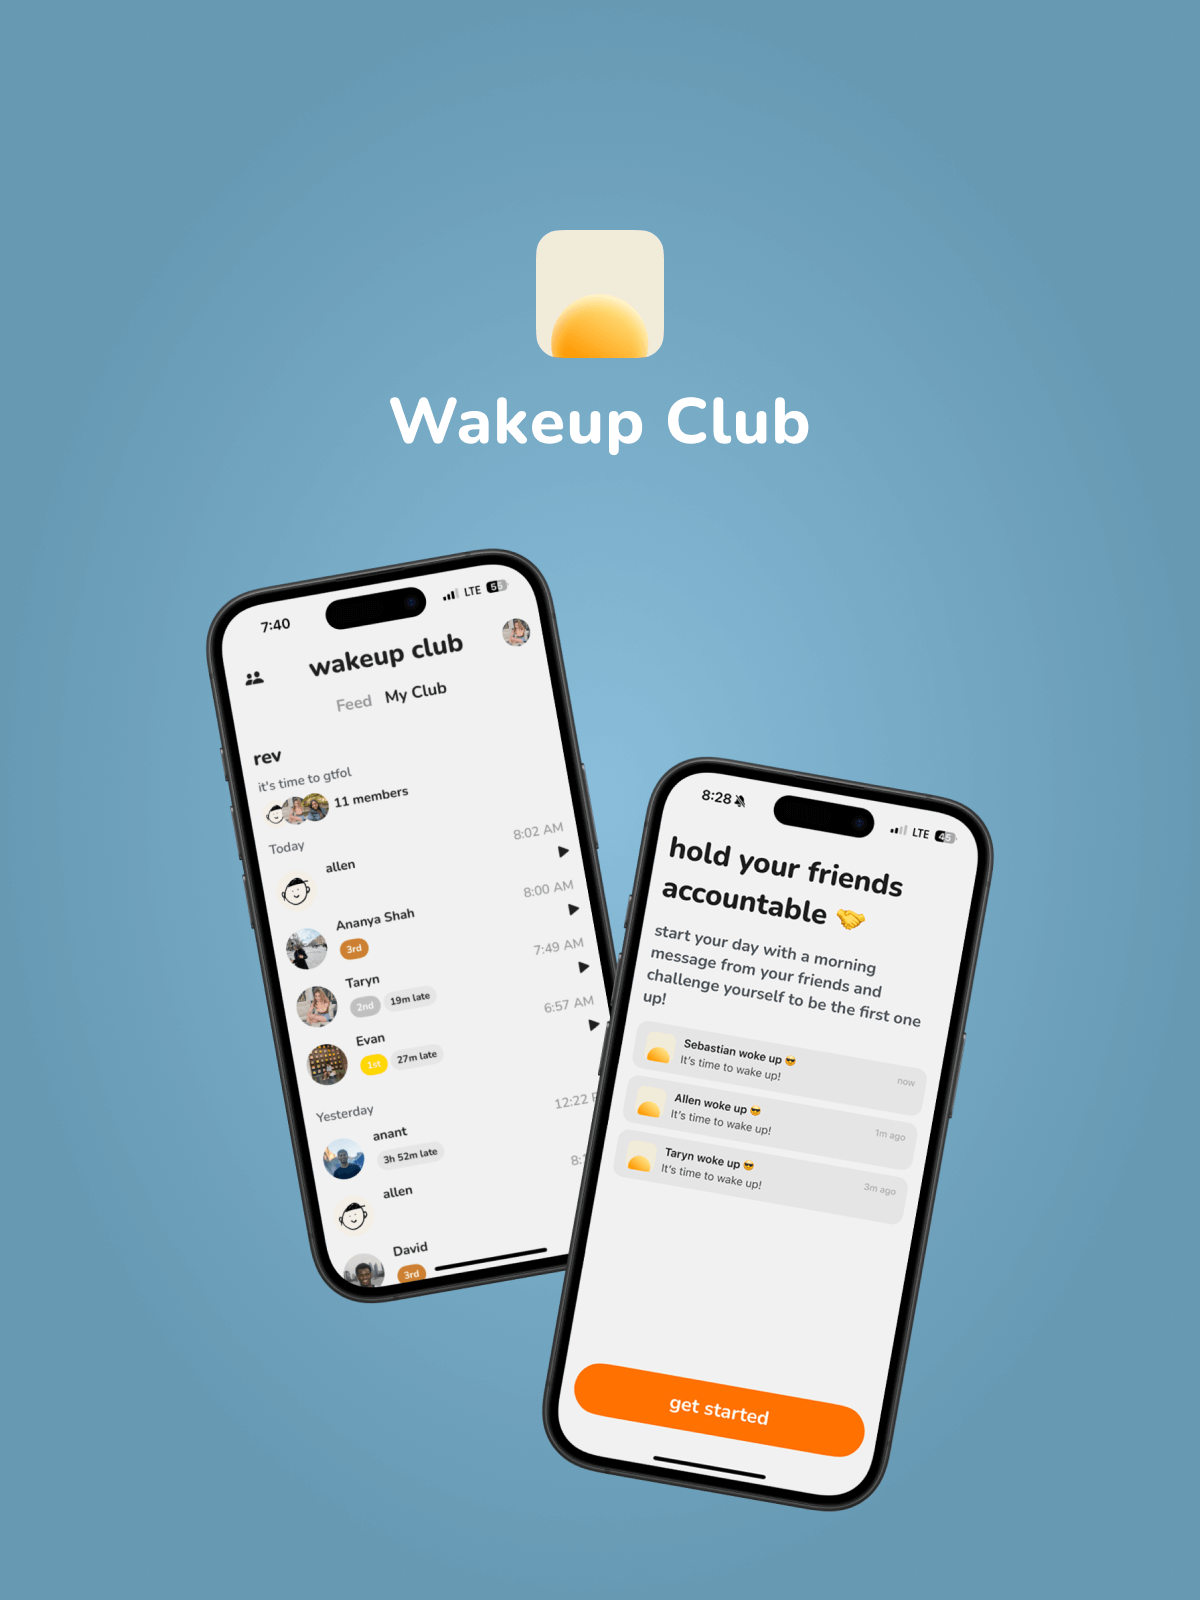 Wakeup Club
7:40
LTE
wakeup club
Feed My Club
rev
it's time to gtfol
11 members
Today
allen
8:02 AM
Ananya Shah
8:00 AM
3rd
Taryn
7:49 AM
2nd 19m late
Evan
6:57 AM
1st 27m late
Yesterday
anant
12:22
3h 52m late
allen
David
3rd
8:28
LTE
hold your friends
accountable 🤝
start your day with a morning
message from your friends and
challenge yourself to be the first one
up!
Sebastian woke up 😎
now
It's time to wake up!
Allen woke up 😎
1m ago
It's time to wake up!
Taryn woke up 😎
3m ago
It's time to wake up!
get started